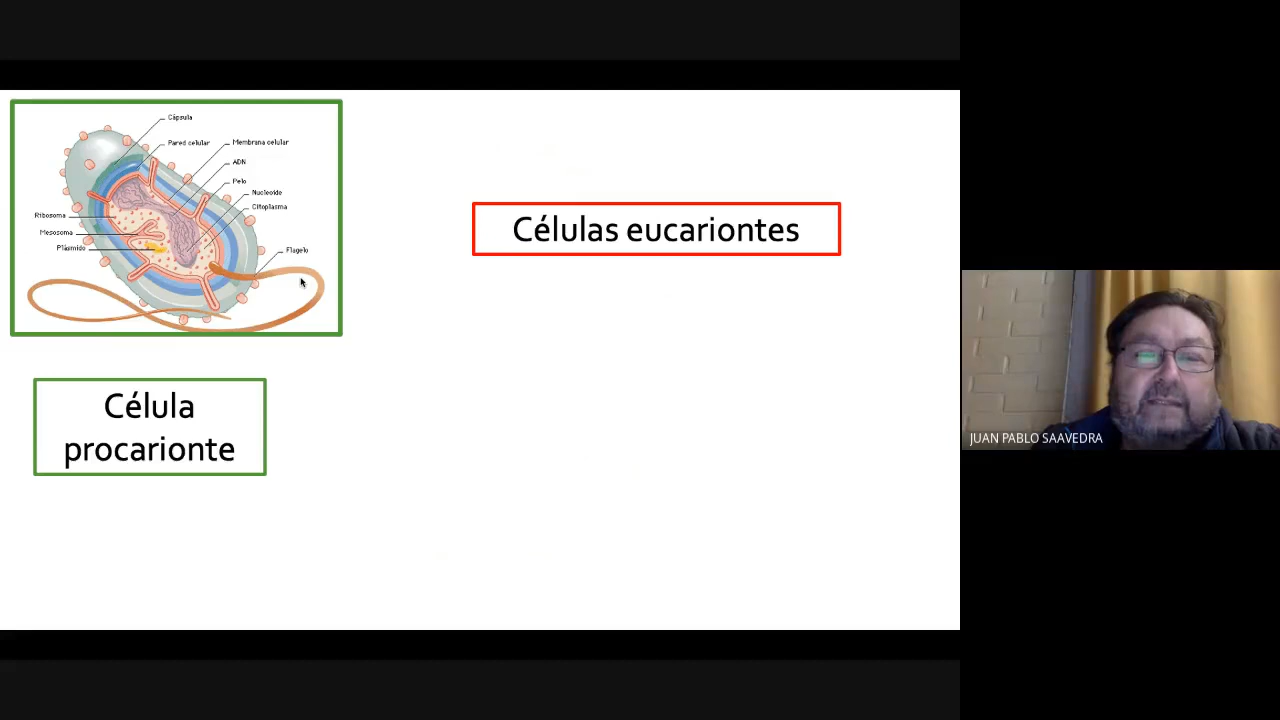 Cápsula
Pared celular
Membrana celular
ADN
Pelo
Nucleoide
Citoplasma
Ribosoma
Mesosoma
Plásmido
Flagelo
Células eucariontes
Célula
procarionte
JUAN PABLO SAAVEDRA